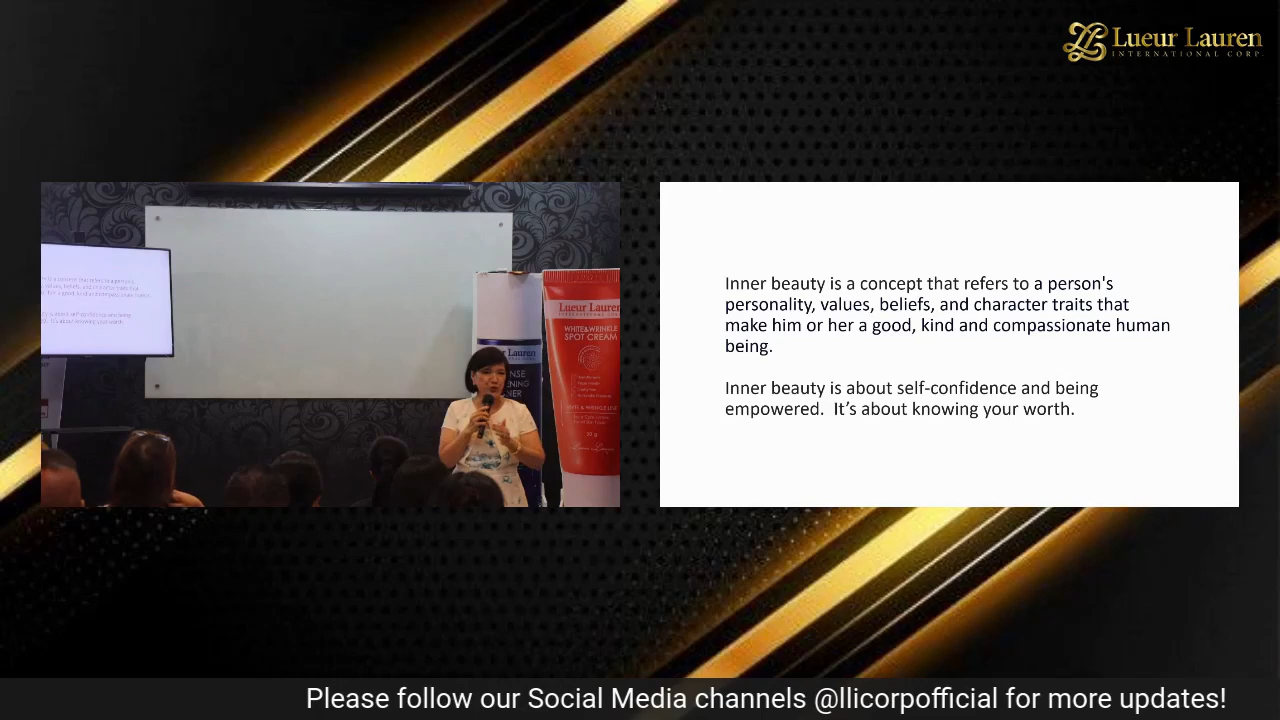 Lueur Lauren
INTERNATIONAL CORP.
Inner beauty is a concept that refers to a person's
personality, values, beliefs, and character traits that
make him or her a good, kind and compassionate human
being.
Inner beauty is about self-confidence and being
empowered.  It’s about knowing your worth.
Lueur Lauren
WHITE&WRINKLE
SPOT CREAM
Please follow our Social Media channels @llicorpofficial for more updates!